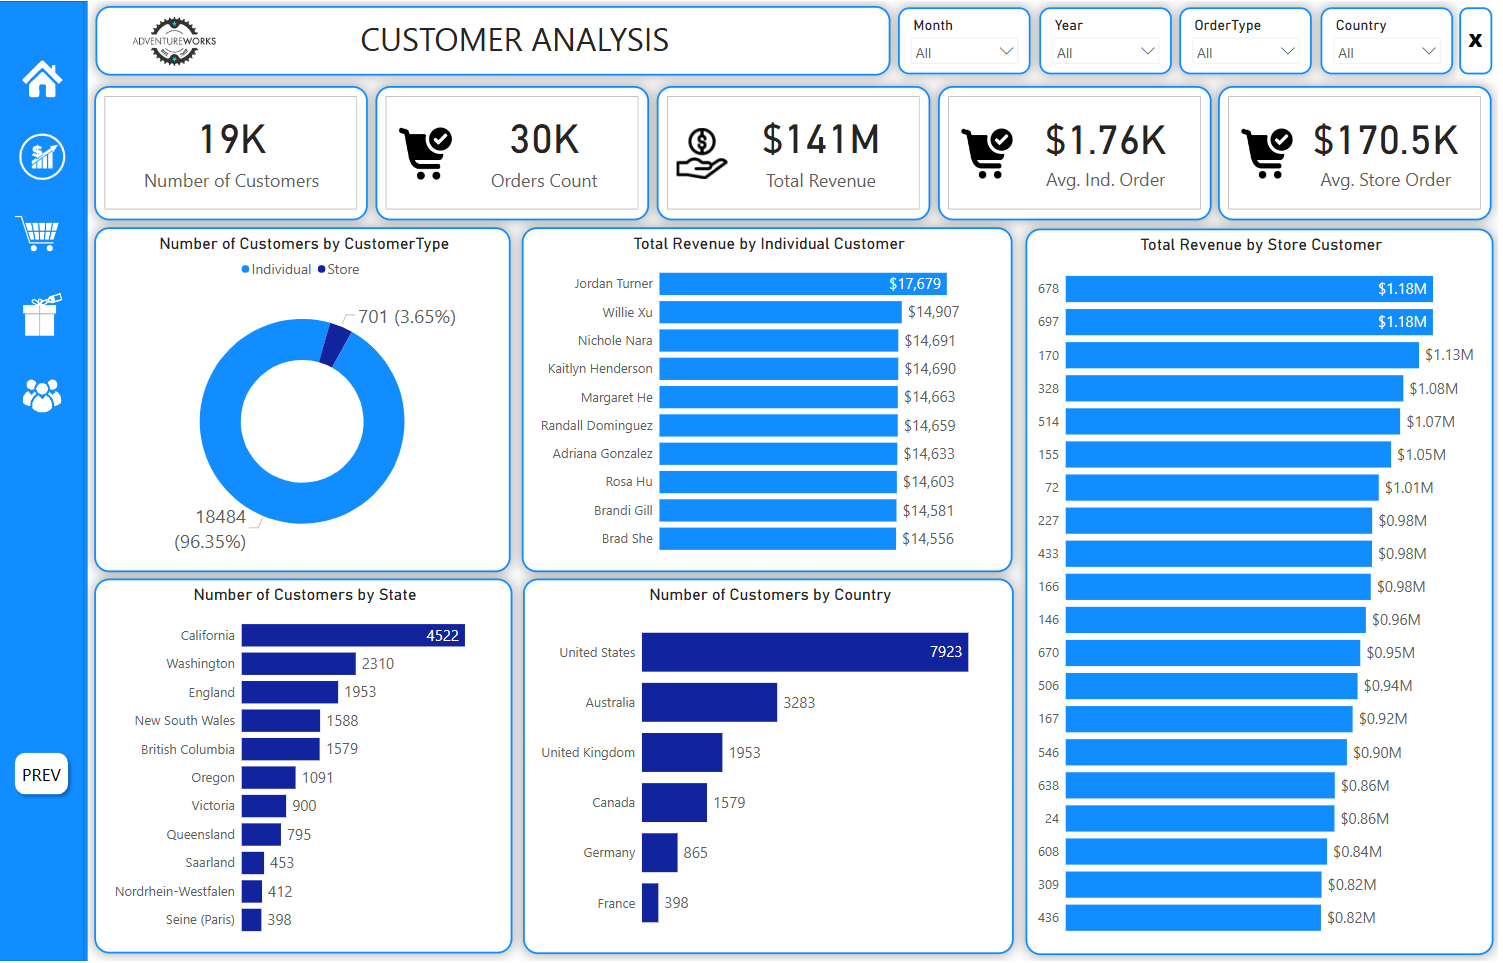 ADVENTUREWORKS
CUSTOMER ANALYSIS
Month
All
Year
All
OrderType
All
Country
All
X
19K
Number of Customers
30K
Orders Count
$141M
Total Revenue
$1.76K
Avg. Ind. Order
$170.5K
Avg. Store Order
Number of Customers by CustomerType
Individual Store
701 (3.65%)
18484
(96.35%)
Total Revenue by Individual Customer
Jordan Turner $17,679
Willie Xu $14,907
Nichole Nara $14,691
Kaitlyn Henderson $14,690
Margaret He $14,663
Randall Dominguez $14,659
Adriana Gonzalez $14,633
Rosa Hu $14,603
Brandi Gill $14,581
Brad She $14,556
Total Revenue by Store Customer
678 $1.18M
697 $1.18M
170 $1.13M
328 $1.08M
514 $1.07M
155 $1.05M
72 $1.01M
227 $0.98M
433 $0.98M
166 $0.98M
146 $0.96M
670 $0.95M
506 $0.94M
167 $0.92M
546 $0.90M
638 $0.86M
24 $0.86M
608 $0.84M
309 $0.82M
436 $0.82M
Number of Customers by State
California 4522
Washington 2310
England 1953
New South Wales 1588
British Columbia 1579
Oregon 1091
Victoria 900
Queensland 795
Saarland 453
Nordrhein-Westfalen 412
Seine (Paris) 398
Number of Customers by Country
United States 7923
Australia 3283
United Kingdom 1953
Canada 1579
Germany 865
France 398
PREV